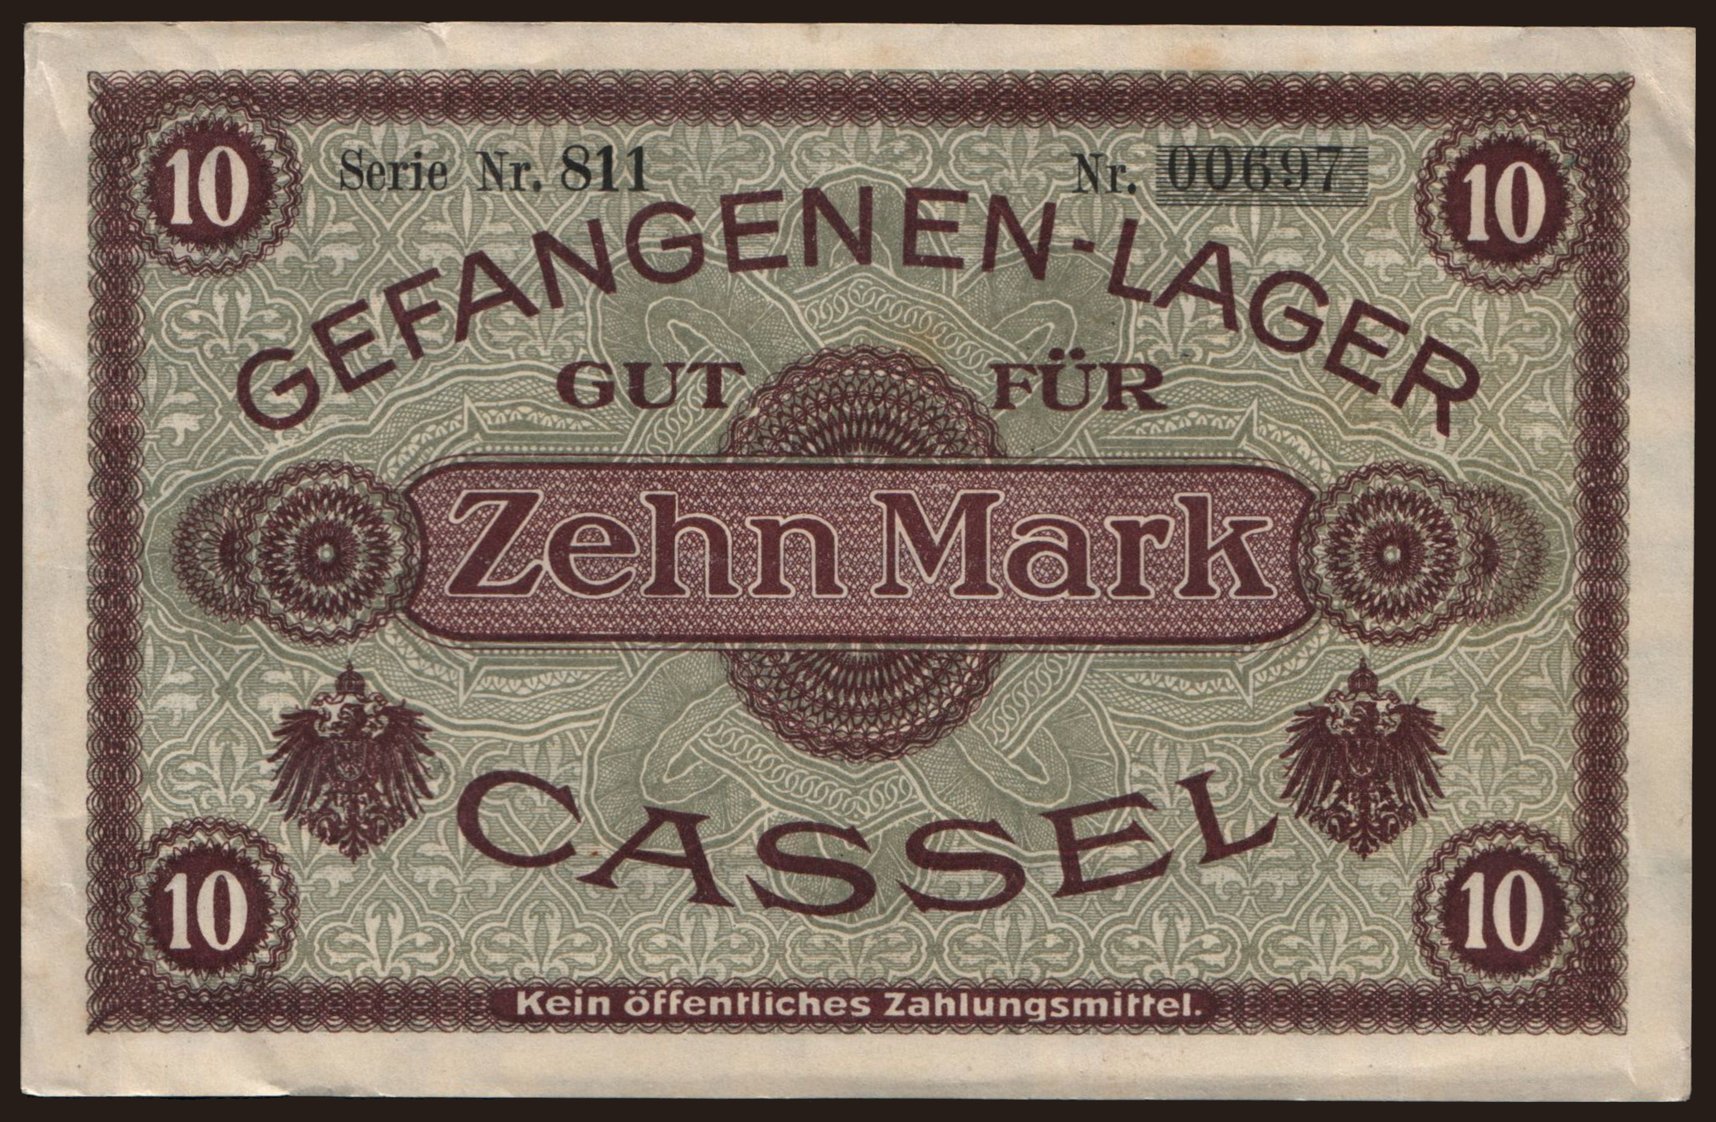 10 Serie Nr. 811 Nr. 00697 10
GEFANGENEN-LAGER
GUT FÜR
Zehn Mark
CASSEL
10 10
Kein öffentliches Zahlungsmittel.